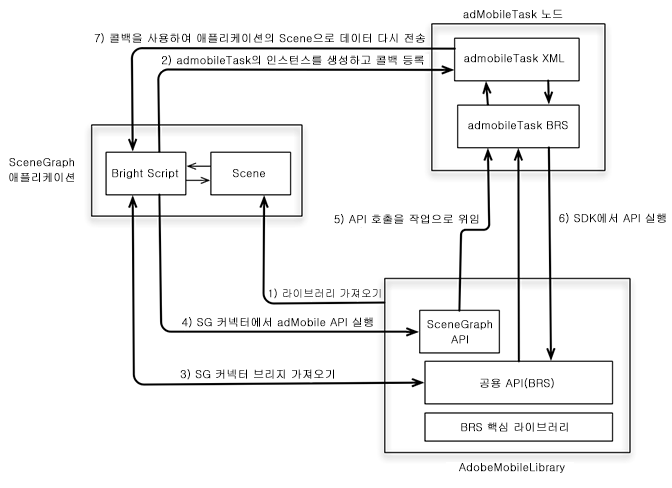 adMobileTask 노드
7) 콜백을 사용하여 애플리케이션의 Scene으로 데이터 다시 전송
2) admobileTask의 인스턴스를 생성하고 콜백 등록
admobileTask XML
admobileTask BRS
SceneGraph
애플리케이션
Bright Script
Scene
5) API 호출을 작업으로 위임
6) SDK에서 API 실행
1) 라이브러리 가져오기
4) SG 커넥터에서 adMobile API 실행
SceneGraph
API
3) SG 커넥터 브리지 가져오기
공용 API(BRS)
BRS 핵심 라이브러리
AdobeMobileLibrary